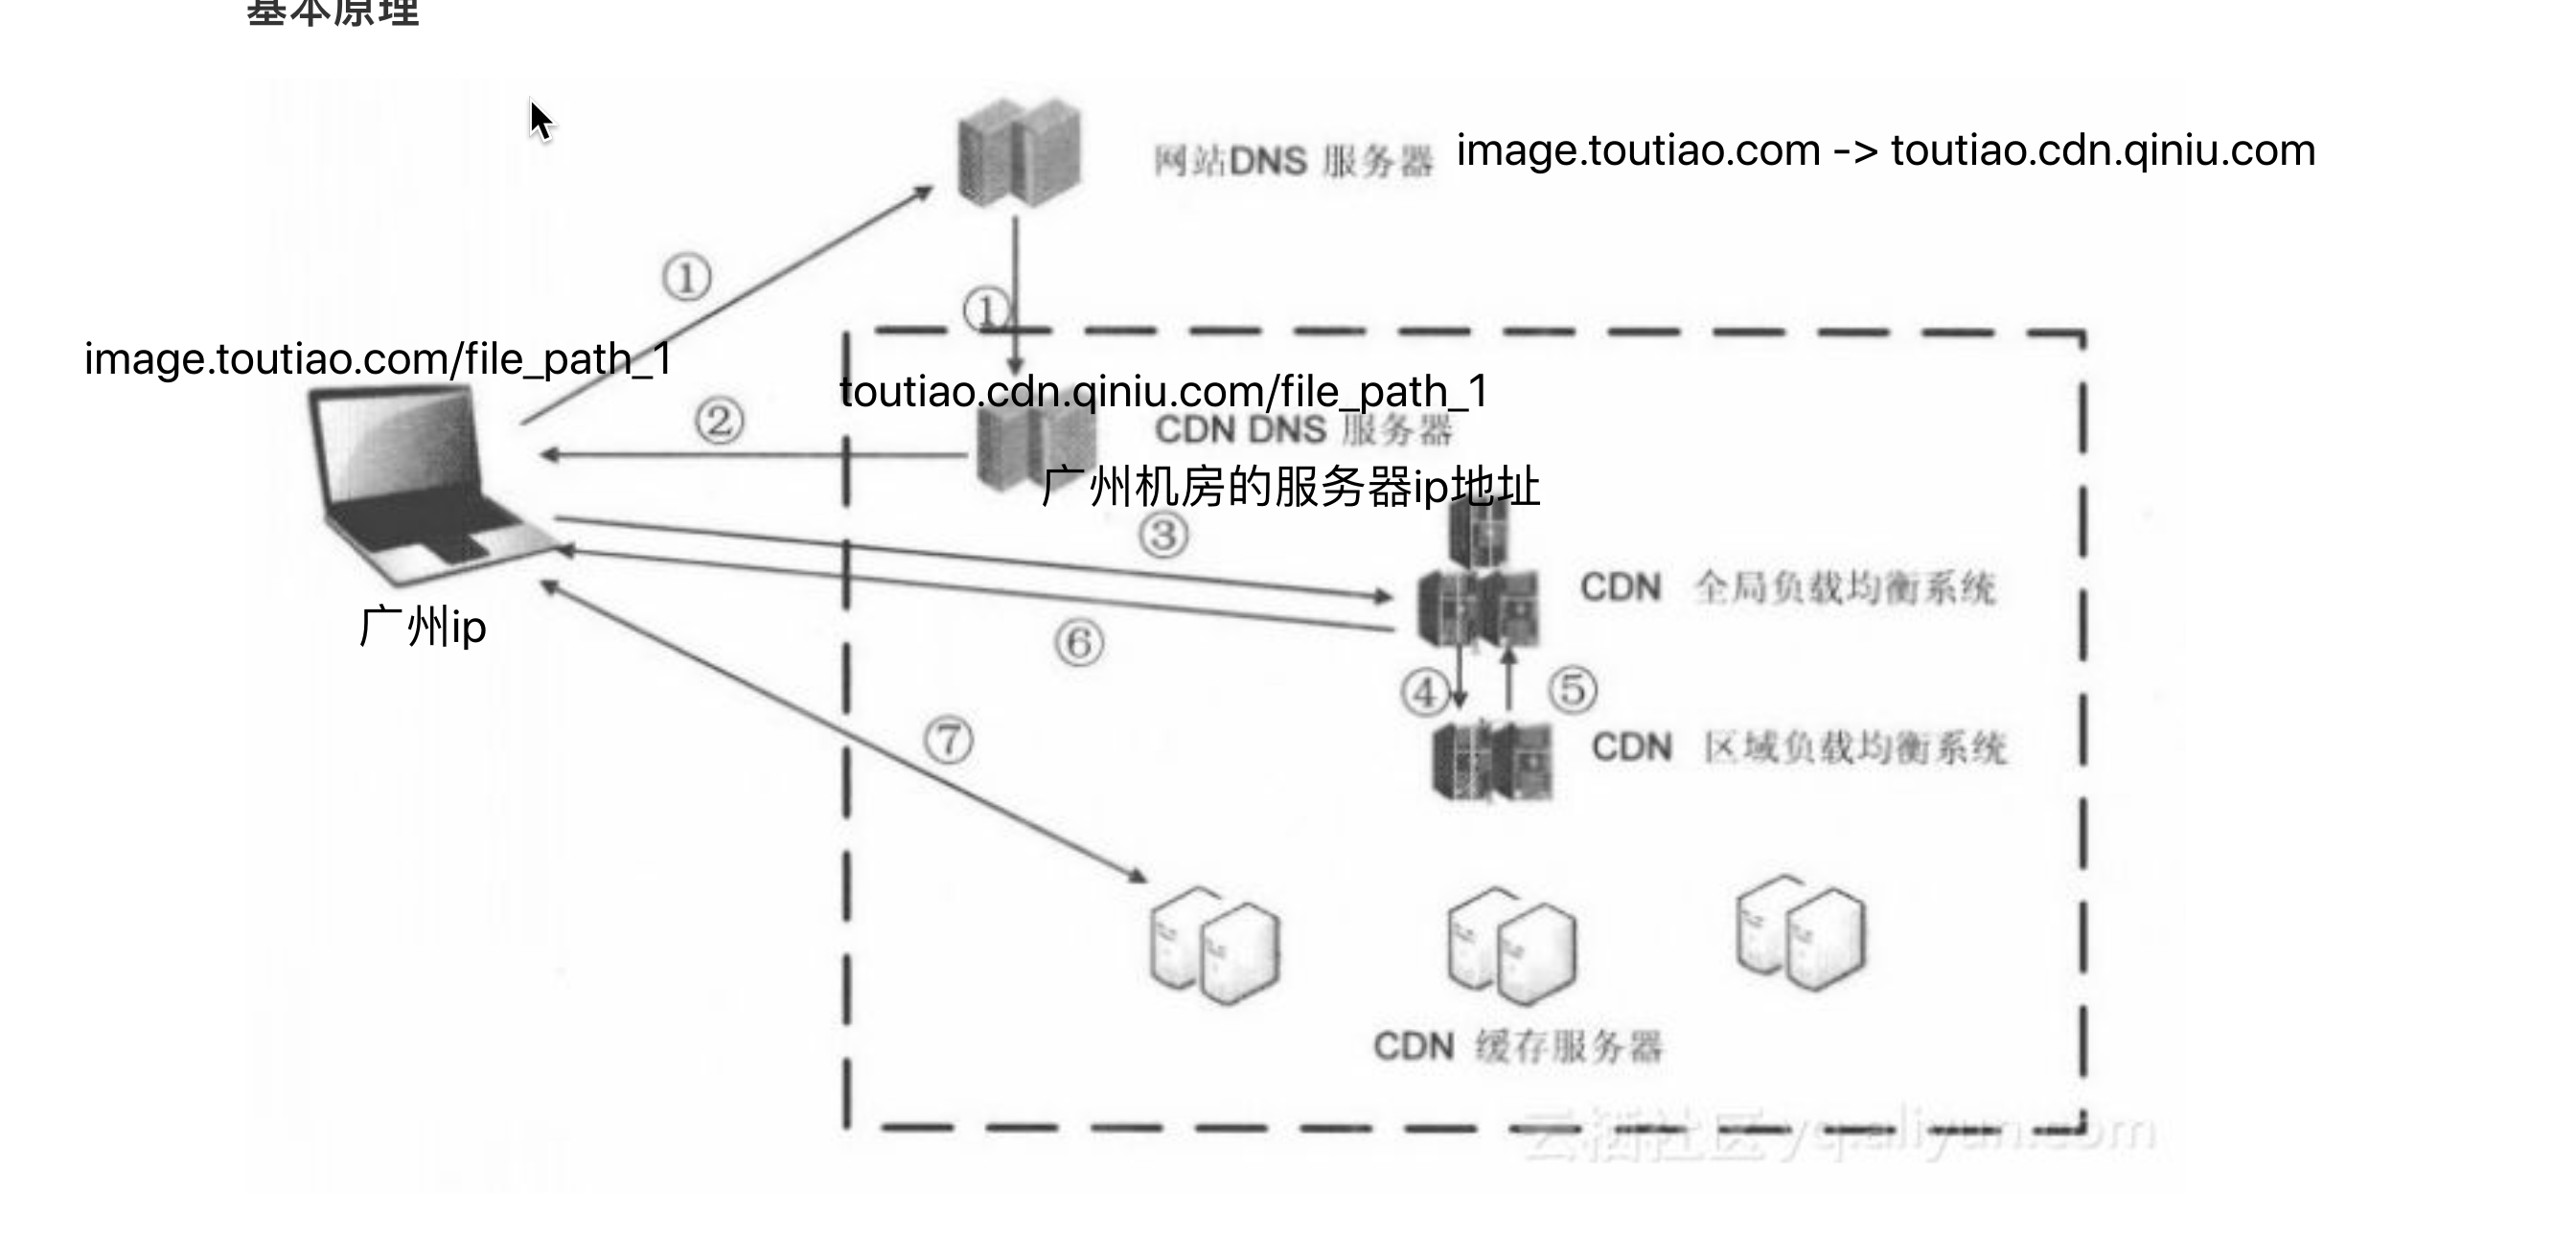 基本原理
网站DNS 服务器 image.toutiao.com -> toutiao.cdn.qiniu.com
①
①
image.toutiao.com/file_path_1
toutiao.cdn.qiniu.com/file_path_1
②
CDN DNS 服务器
广州机房的服务器ip地址
③
CDN 全局负载均衡系统
广州ip
⑥
④
⑤
⑦
CDN 区域负载均衡系统
CDN 缓存服务器
云栖社区yq.aliyun.com